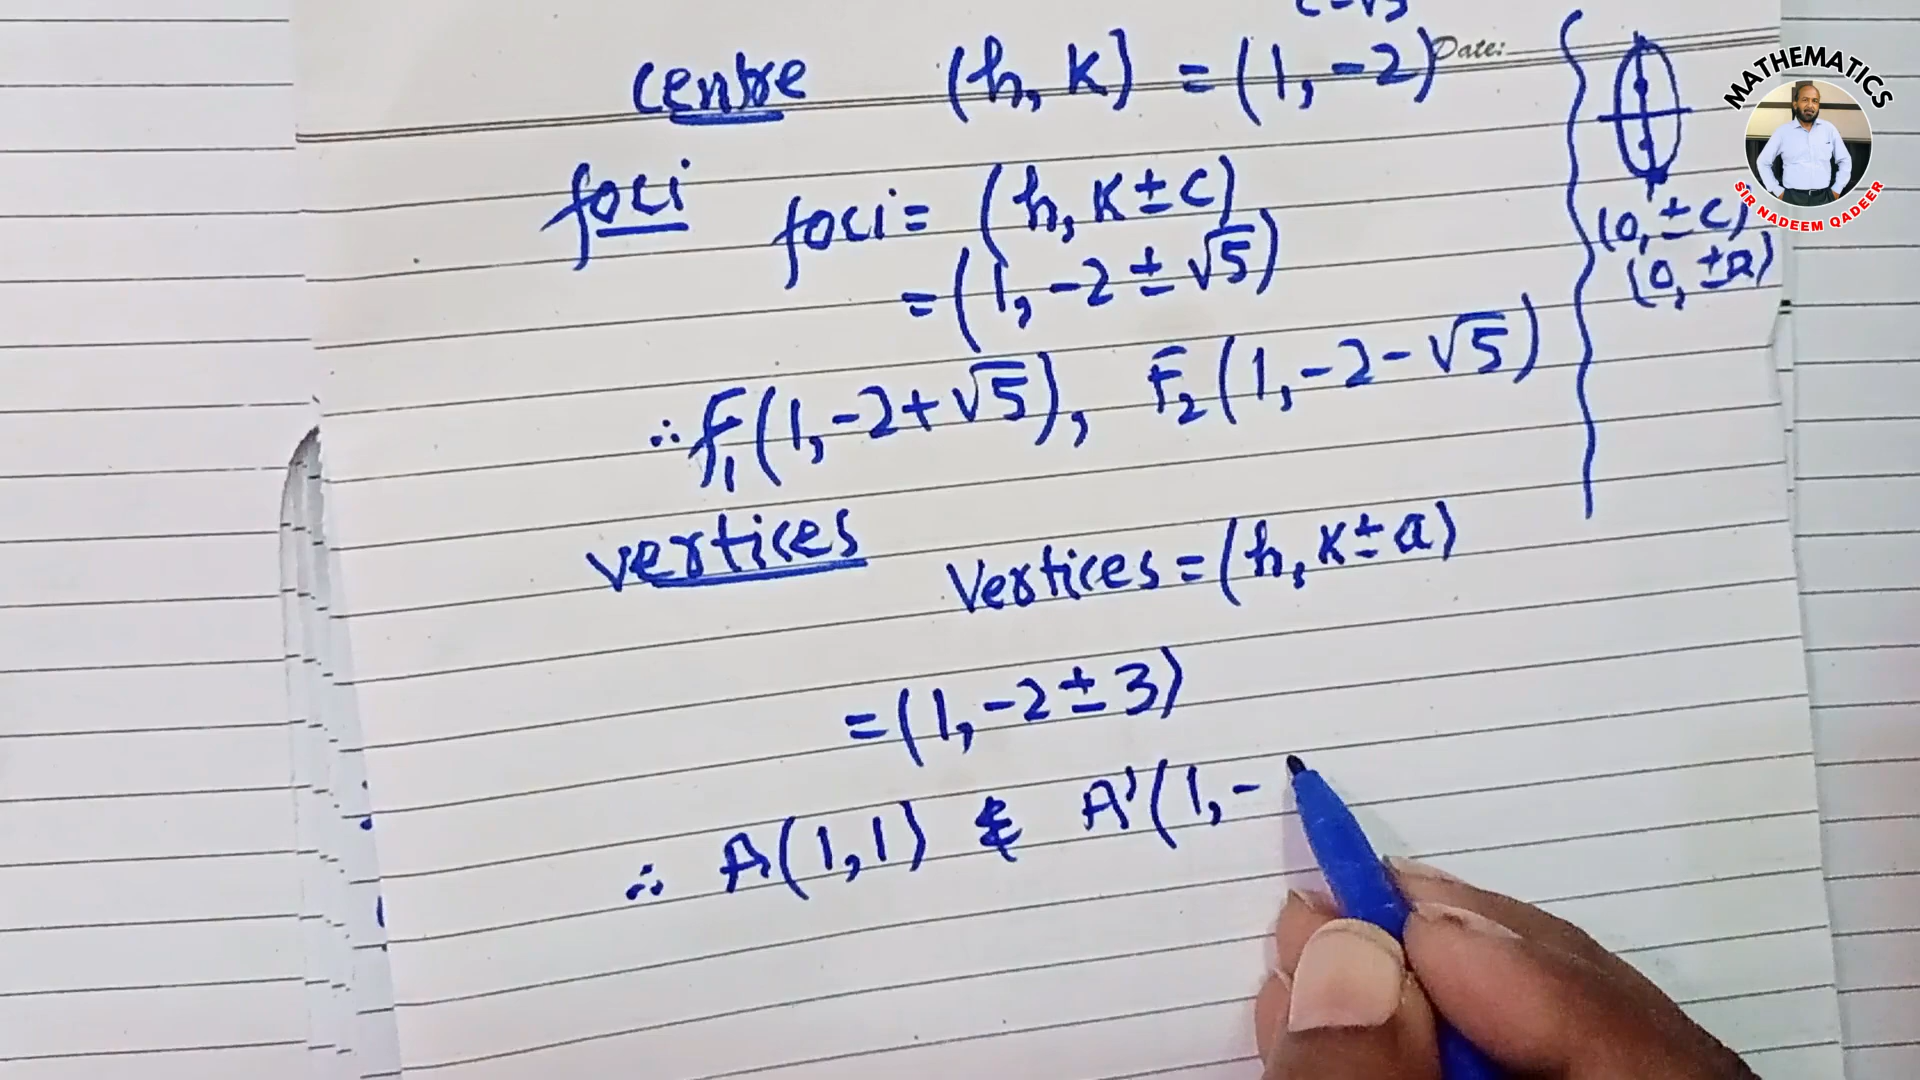 c=√5
Date:
centre (h, K) = (1, -2)
foci foci = (h, K ± c)
= (1, -2 ± √5)
∴ F₁(1, -2+√5), F₂(1, -2-√5)
vertices Vertices = (h, K ± a)
= (1, -2 ± 3)
∴ A(1,1) & A'(1, -
(0, ±c)
(0, ±a)
MATHEMATICS
SIR NADEEM QADEER